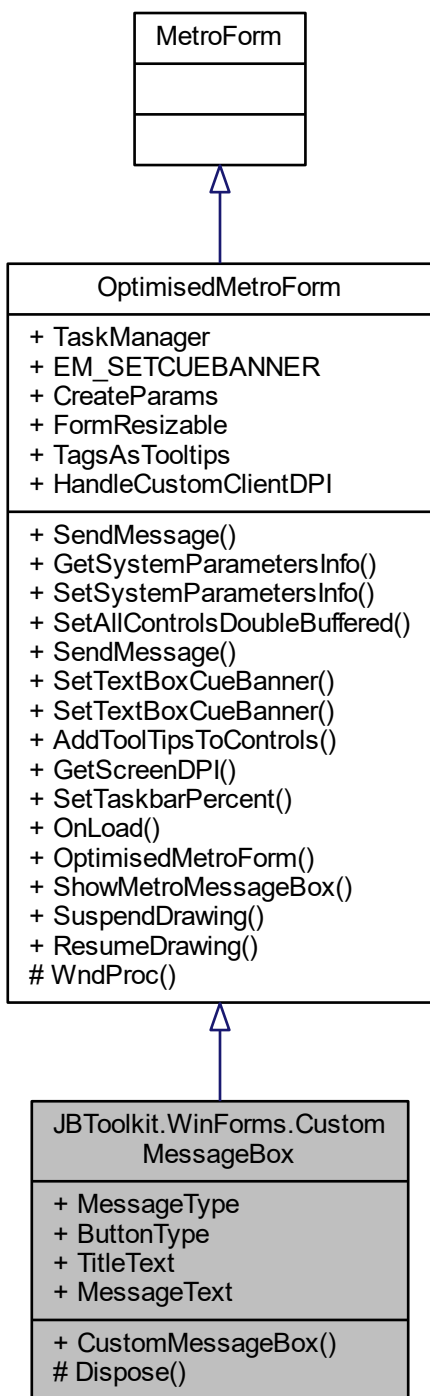 MetroForm
OptimisedMetroForm
+ TaskManager
+ EM_SETCUEBANNER
+ CreateParams
+ FormResizable
+ TagsAsTooltips
+ HandleCustomClientDPI
+ SendMessage()
+ GetSystemParametersInfo()
+ SetSystemParametersInfo()
+ SetAllControlsDoubleBuffered()
+ SendMessage()
+ SetTextBoxCueBanner()
+ SetTextBoxCueBanner()
+ AddToolTipsToControls()
+ GetScreenDPI()
+ SetTaskbarPercent()
+ OnLoad()
+ OptimisedMetroForm()
+ ShowMetroMessageBox()
+ SuspendDrawing()
+ ResumeDrawing()
# WndProc()
JBToolkit.WinForms.Custom
MessageBox
+ MessageType
+ ButtonType
+ TitleText
+ MessageText
+ CustomMessageBox()
# Dispose()